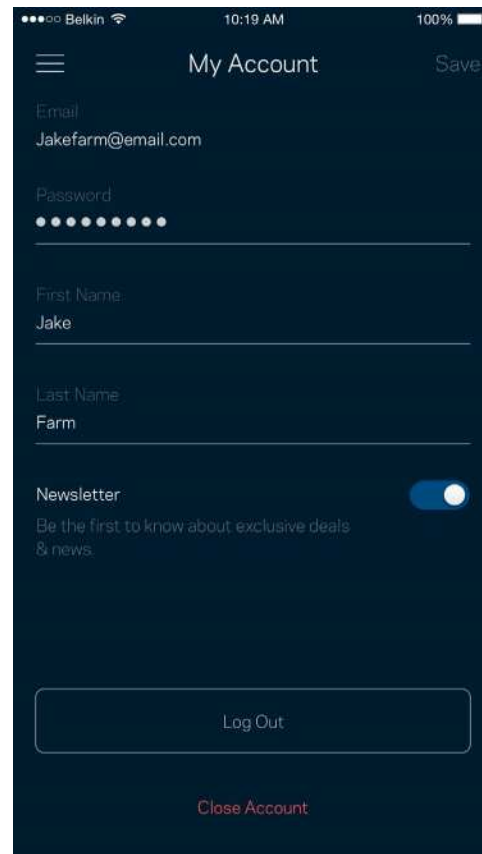 Belkin 10:19 AM 100%
My Account Save
Email
Jakefarm@email.com
Password
●●●●●●●●●
First Name
Jake
Last Name
Farm
Newsletter
Be the first to know about exclusive deals
& news.
Log Out
Close Account